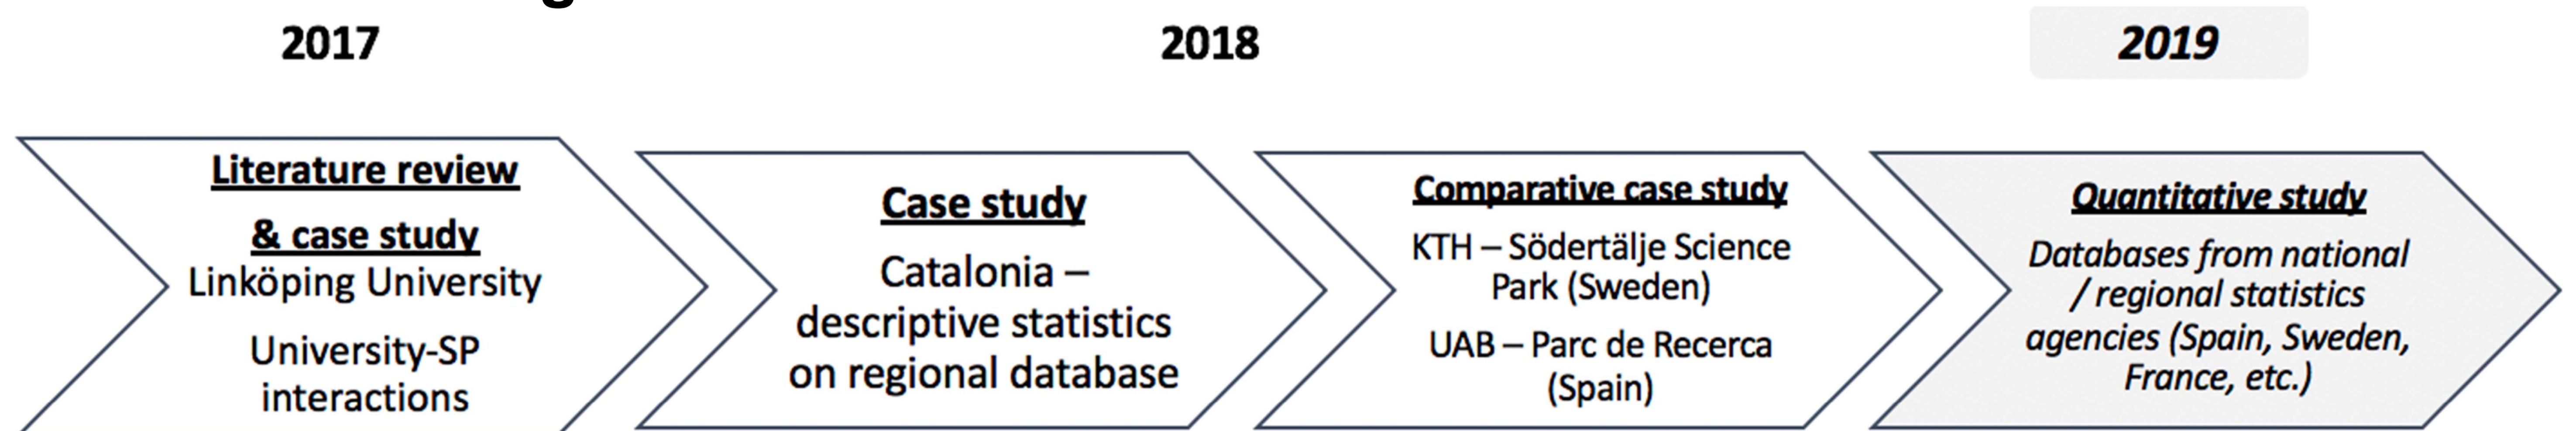 2017
2018
2019
Literature review
& case study
Linköping University
University-SP
interactions
Case study
Catalonia –
descriptive statistics
on regional database
Comparative case study
KTH – Södertälje Science
Park (Sweden)
UAB – Parc de Recerca
(Spain)
Quantitative study
Databases from national
/ regional statistics
agencies (Spain, Sweden,
France, etc.)